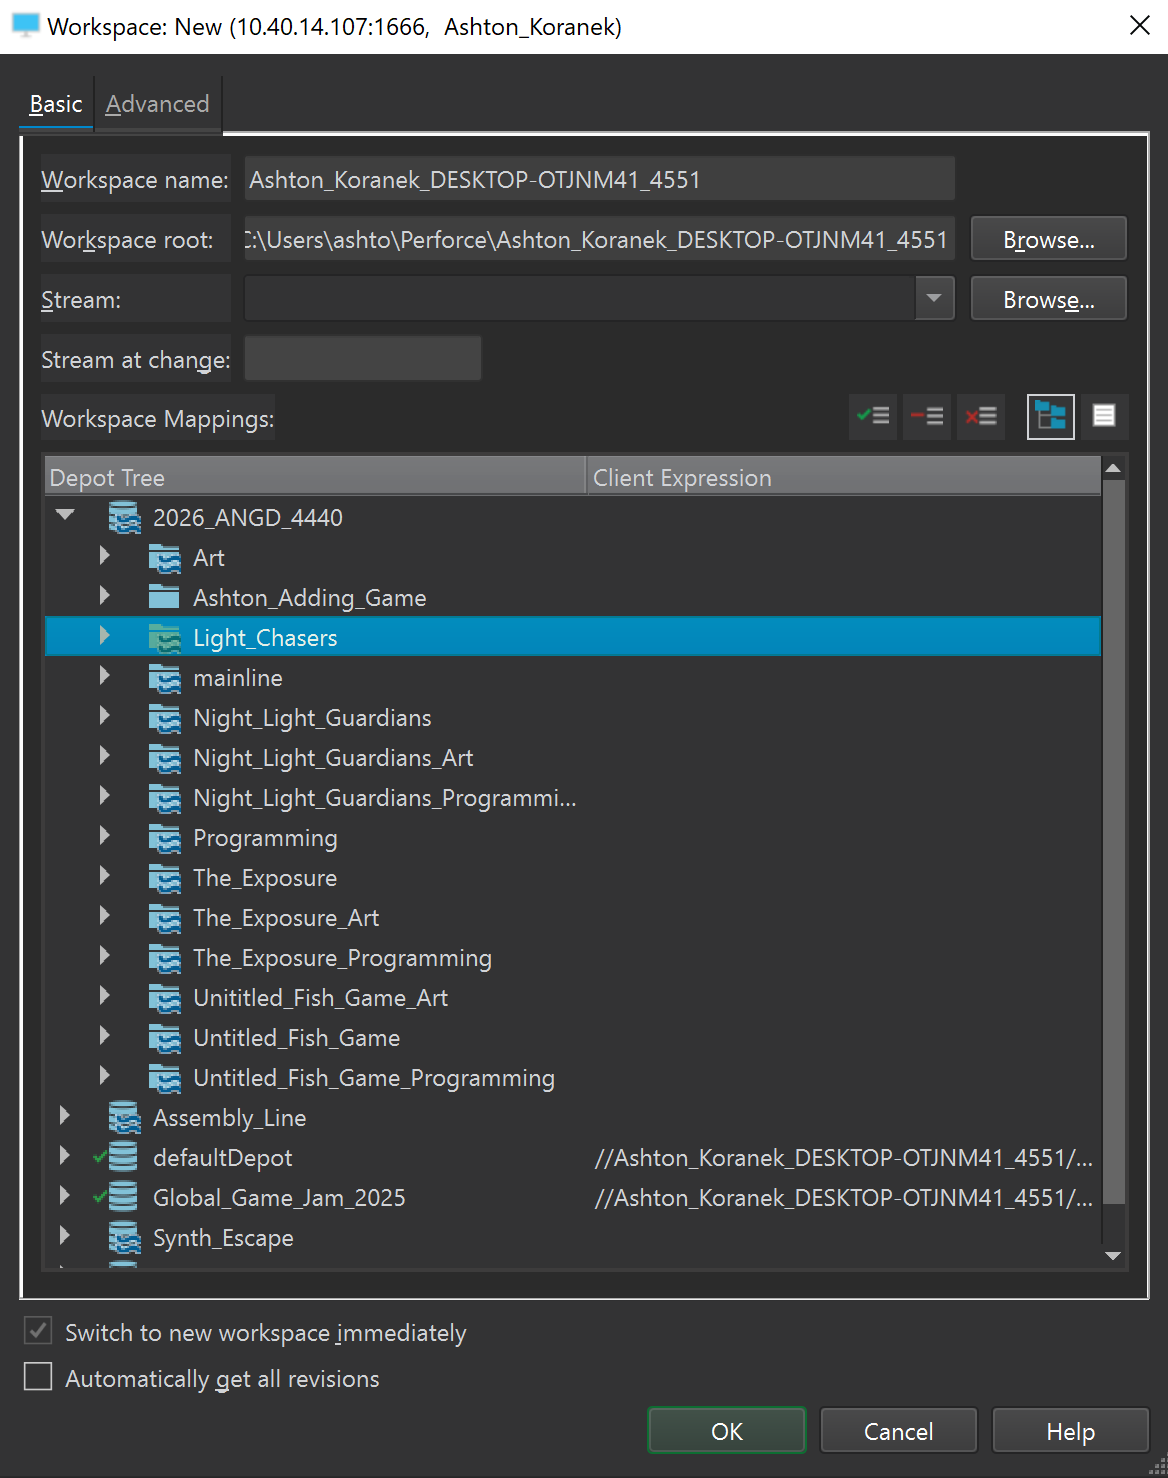 Workspace: New (10.40.14.107:1666, Ashton_Koranek)
Basic Advanced
Workspace name: Ashton_Koranek_DESKTOP-OTJNM41_4551
Workspace root: C:\Users\ashto\Perforce\Ashton_Koranek_DESKTOP-OTJNM41_4551 Browse...
Stream: Browse...
Stream at change:
Workspace Mappings:
Depot Tree Client Expression
2026_ANGD_4440
Art
Ashton_Adding_Game
Light_Chasers
mainline
Night_Light_Guardians
Night_Light_Guardians_Art
Night_Light_Guardians_Programmi...
Programming
The_Exposure
The_Exposure_Art
The_Exposure_Programming
Unititled_Fish_Game_Art
Untitled_Fish_Game
Untitled_Fish_Game_Programming
Assembly_Line
defaultDepot //Ashton_Koranek_DESKTOP-OTJNM41_4551/...
Global_Game_Jam_2025 //Ashton_Koranek_DESKTOP-OTJNM41_4551/...
Synth_Escape
Switch to new workspace immediately
Automatically get all revisions
OK Cancel Help